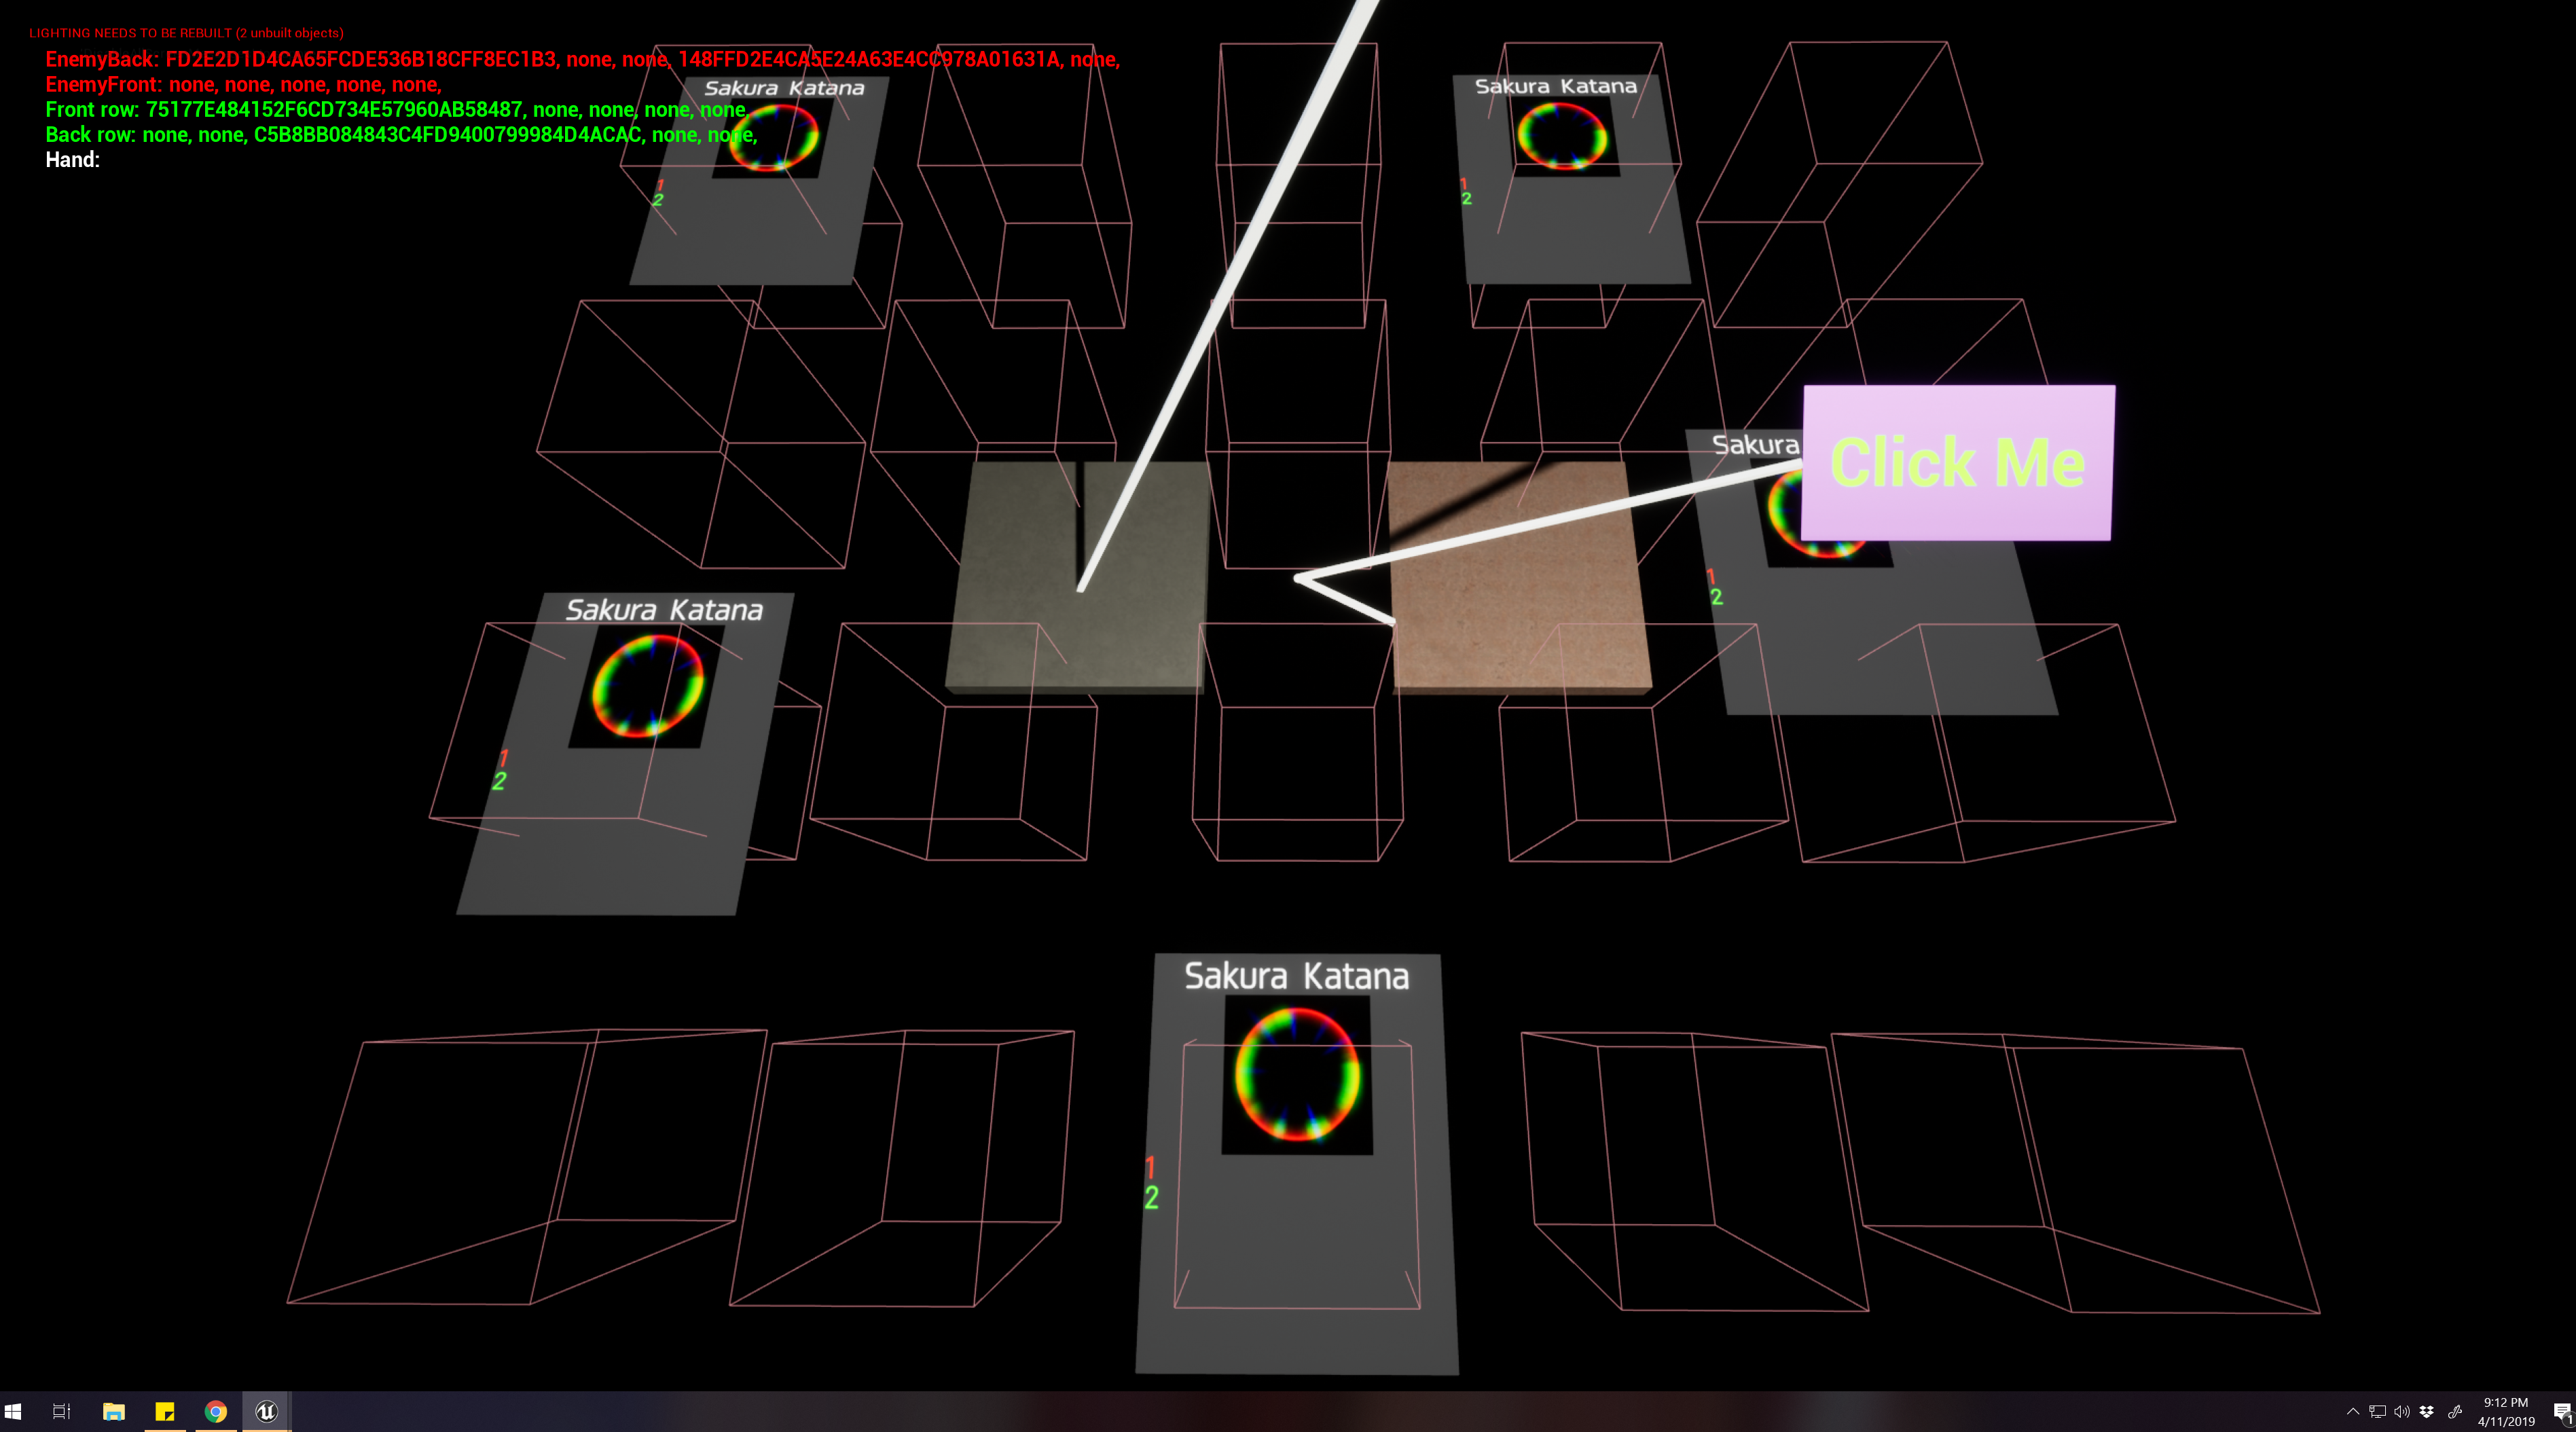 LIGHTING NEEDS TO BE REBUILT (2 unbuilt objects)
EnemyBack: FD2E2D1D4CA65FCDE536B18CFF8EC1B3, none, none, 148FFD2E4CA5E24A63E4CC978A01631A, none,
EnemyFront: none, none, none, none, none,
Front row: 75177E484152F6CD734E57960AB58487, none, none, none, none,
Back row: none, none, C5B8BB084843C4FD9400799984D4ACAC, none, none,
Hand:
Sakura Katana
1
2
Sakura Katana
1
2
Sakura
1
2
Click Me
Sakura Katana
1
2
Sakura Katana
1
2
9:12 PM
4/11/2019
1